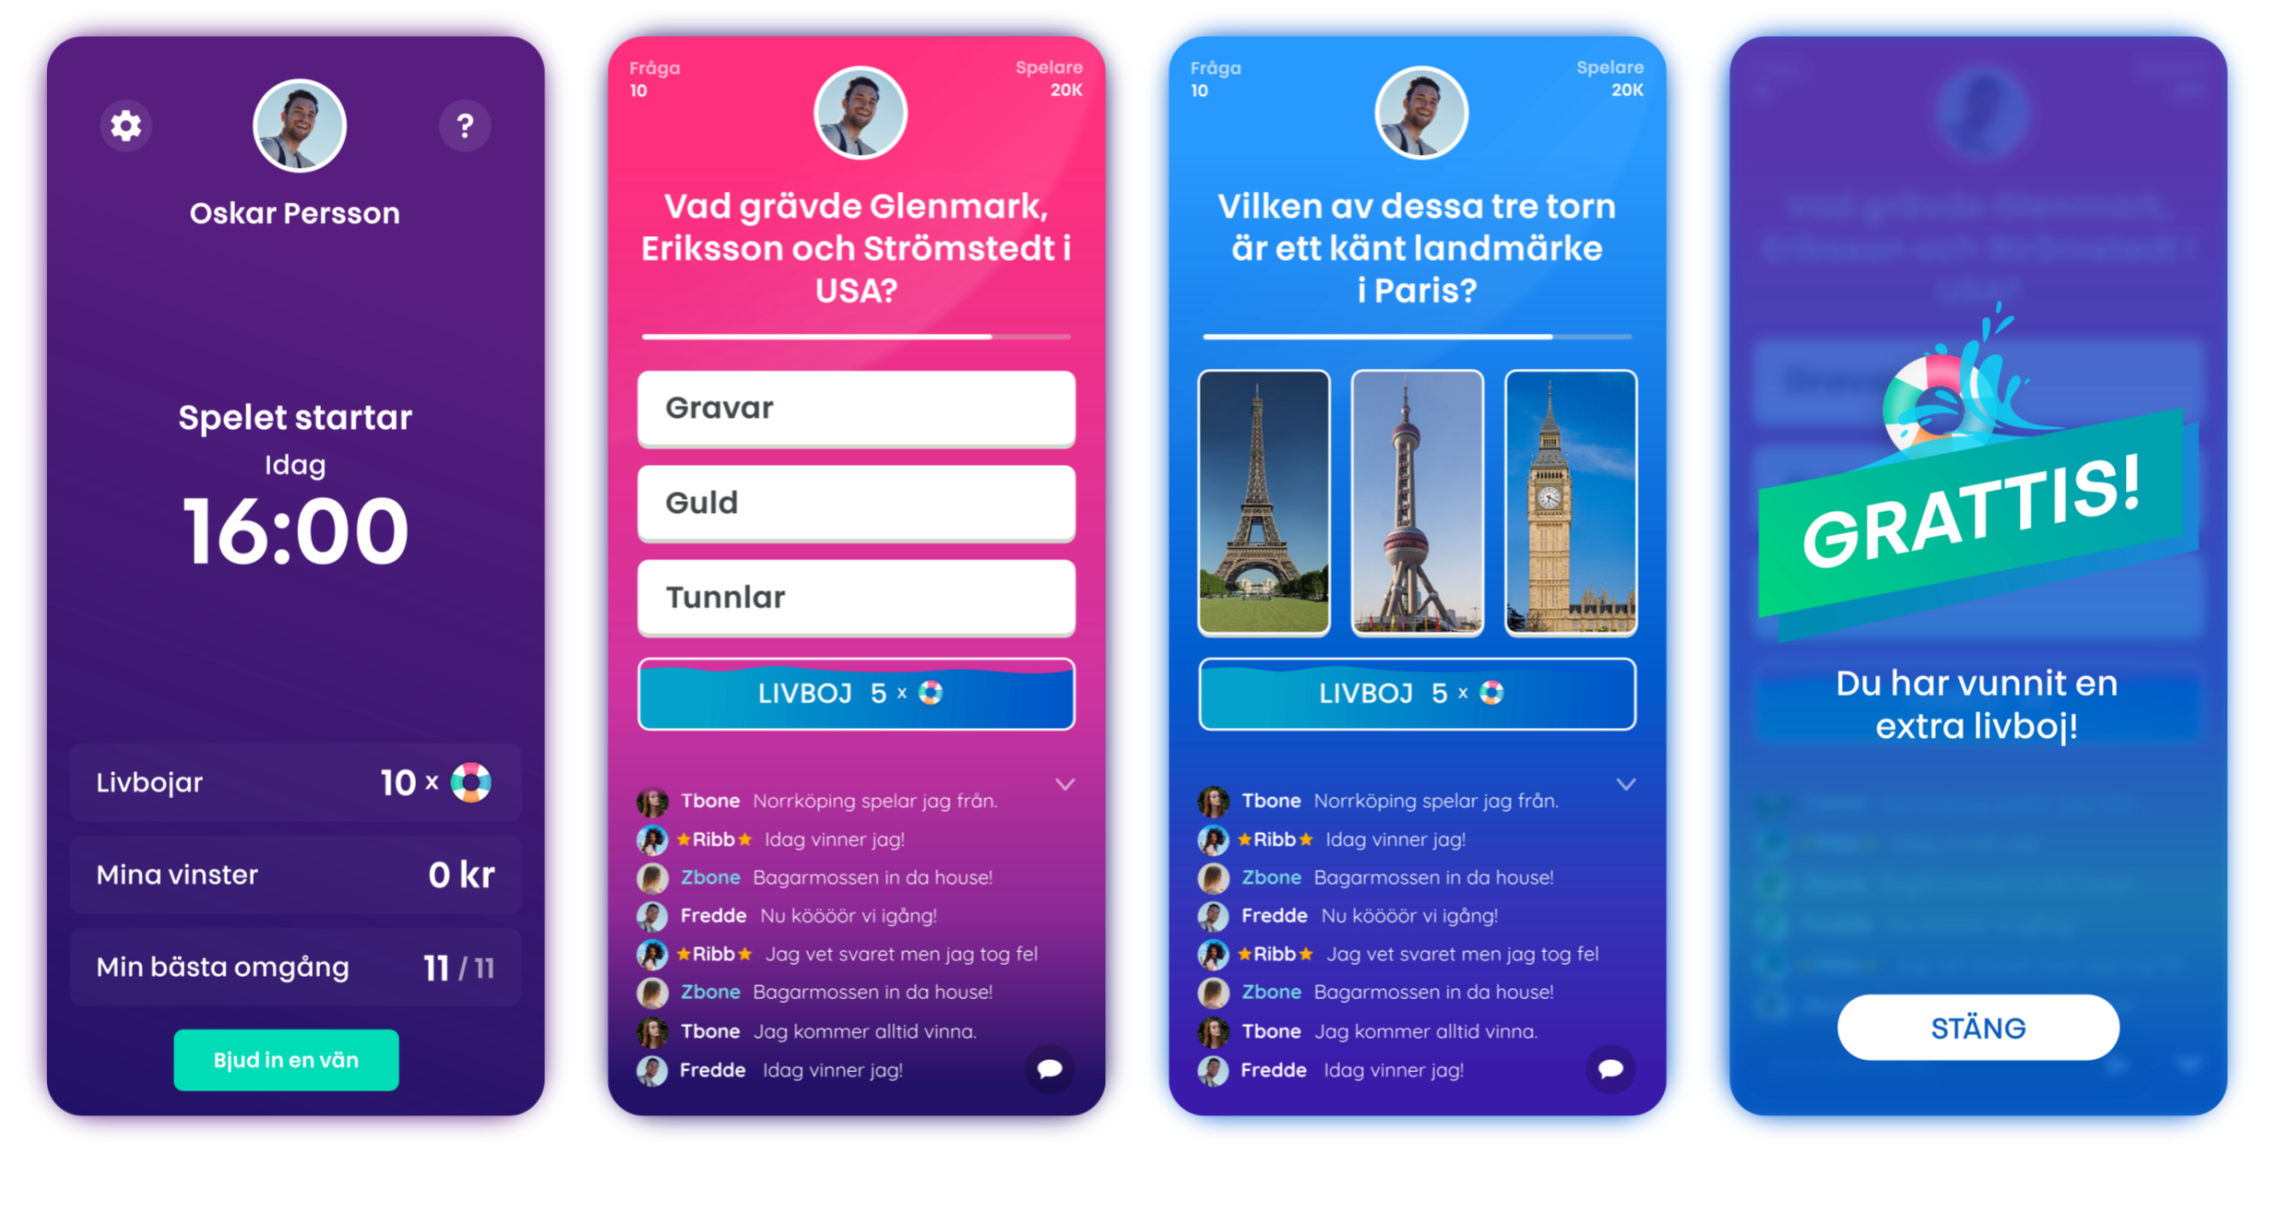 ?
Oskar Persson
Spelet startar
Idag
16:00
Livbojar 10 x
Mina vinster 0 kr
Min bästa omgång 11 / 11
Bjud in en vän
Fråga
10
Spelare
20K
Vad grävde Glenmark,
Eriksson och Strömstedt i
USA?
Gravar
Guld
Tunnlar
LIVBOJ 5 x
Tbone Norrköping spelar jag från.
Ribb Idag vinner jag!
Zbone Bagarmossen in da house!
Fredde Nu köööör vi igång!
Ribb Jag vet svaret men jag tog fel
Zbone Bagarmossen in da house!
Tbone Jag kommer alltid vinna.
Fredde Idag vinner jag!
Fråga
10
Spelare
20K
Vilken av dessa tre torn
är ett känt landmärke
i Paris?
LIVBOJ 5 x
Tbone Norrköping spelar jag från.
Ribb Idag vinner jag!
Zbone Bagarmossen in da house!
Fredde Nu köööör vi igång!
Ribb Jag vet svaret men jag tog fel
Zbone Bagarmossen in da house!
Tbone Jag kommer alltid vinna.
Fredde Idag vinner jag!
Vad grävde Glenmark,
Eriksson och Strömstedt i
USA?
GRATTIS!
Du har vunnit en
extra livboj!
STÄNG